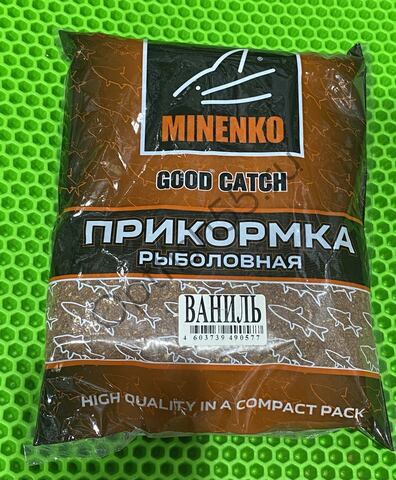 MINENKO
GOOD CATCH
ПРИКОРМКА
РЫБОЛОВНАЯ
ВАНИЛЬ
4 603739 490577
HIGH QUALITY IN A COMPACT PACK